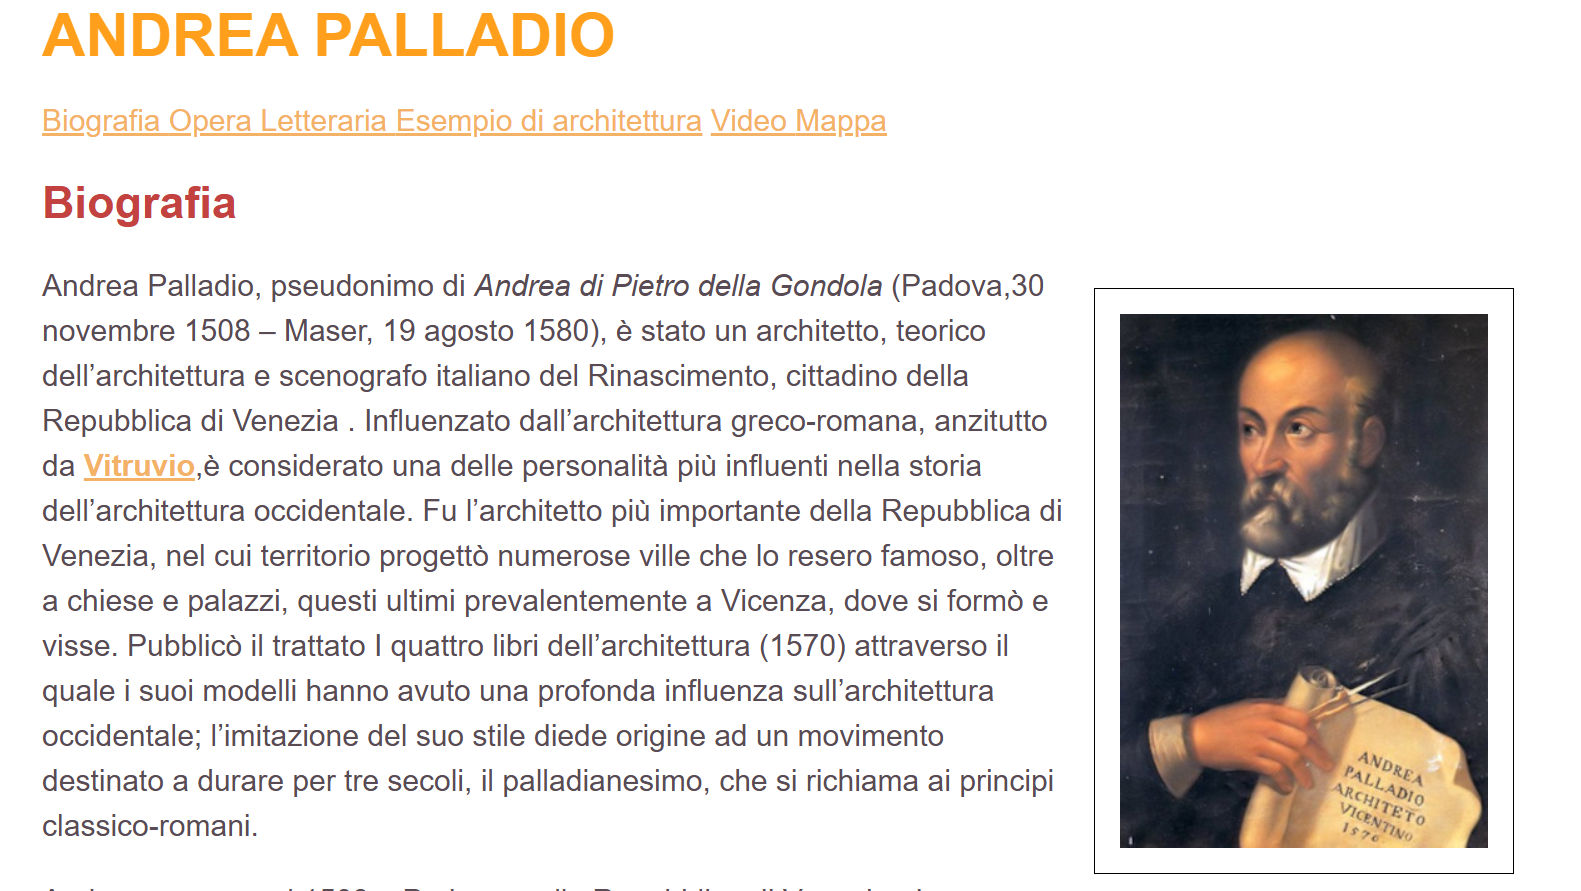 ANDREA PALLADIO
Biografia Opera Letteraria Esempio di architettura Video Mappa
Biografia
Andrea Palladio, pseudonimo di Andrea di Pietro della Gondola (Padova,30
novembre 1508 – Maser, 19 agosto 1580), è stato un architetto, teorico
dell’architettura e scenografo italiano del Rinascimento, cittadino della
Repubblica di Venezia . Influenzato dall’architettura greco-romana, anzitutto
da Vitruvio,è considerato una delle personalità più influenti nella storia
dell’architettura occidentale. Fu l’architetto più importante della Repubblica di
Venezia, nel cui territorio progettò numerose ville che lo resero famoso, oltre
a chiese e palazzi, questi ultimi prevalentemente a Vicenza, dove si formò e
visse. Pubblicò il trattato I quattro libri dell’architettura (1570) attraverso il
quale i suoi modelli hanno avuto una profonda influenza sull’architettura
occidentale; l’imitazione del suo stile diede origine ad un movimento
destinato a durare per tre secoli, il palladianesimo, che si richiama ai principi
classico-romani.
ANDREA
PALLADIO
ARCHITETO
VICENTINO
1576.